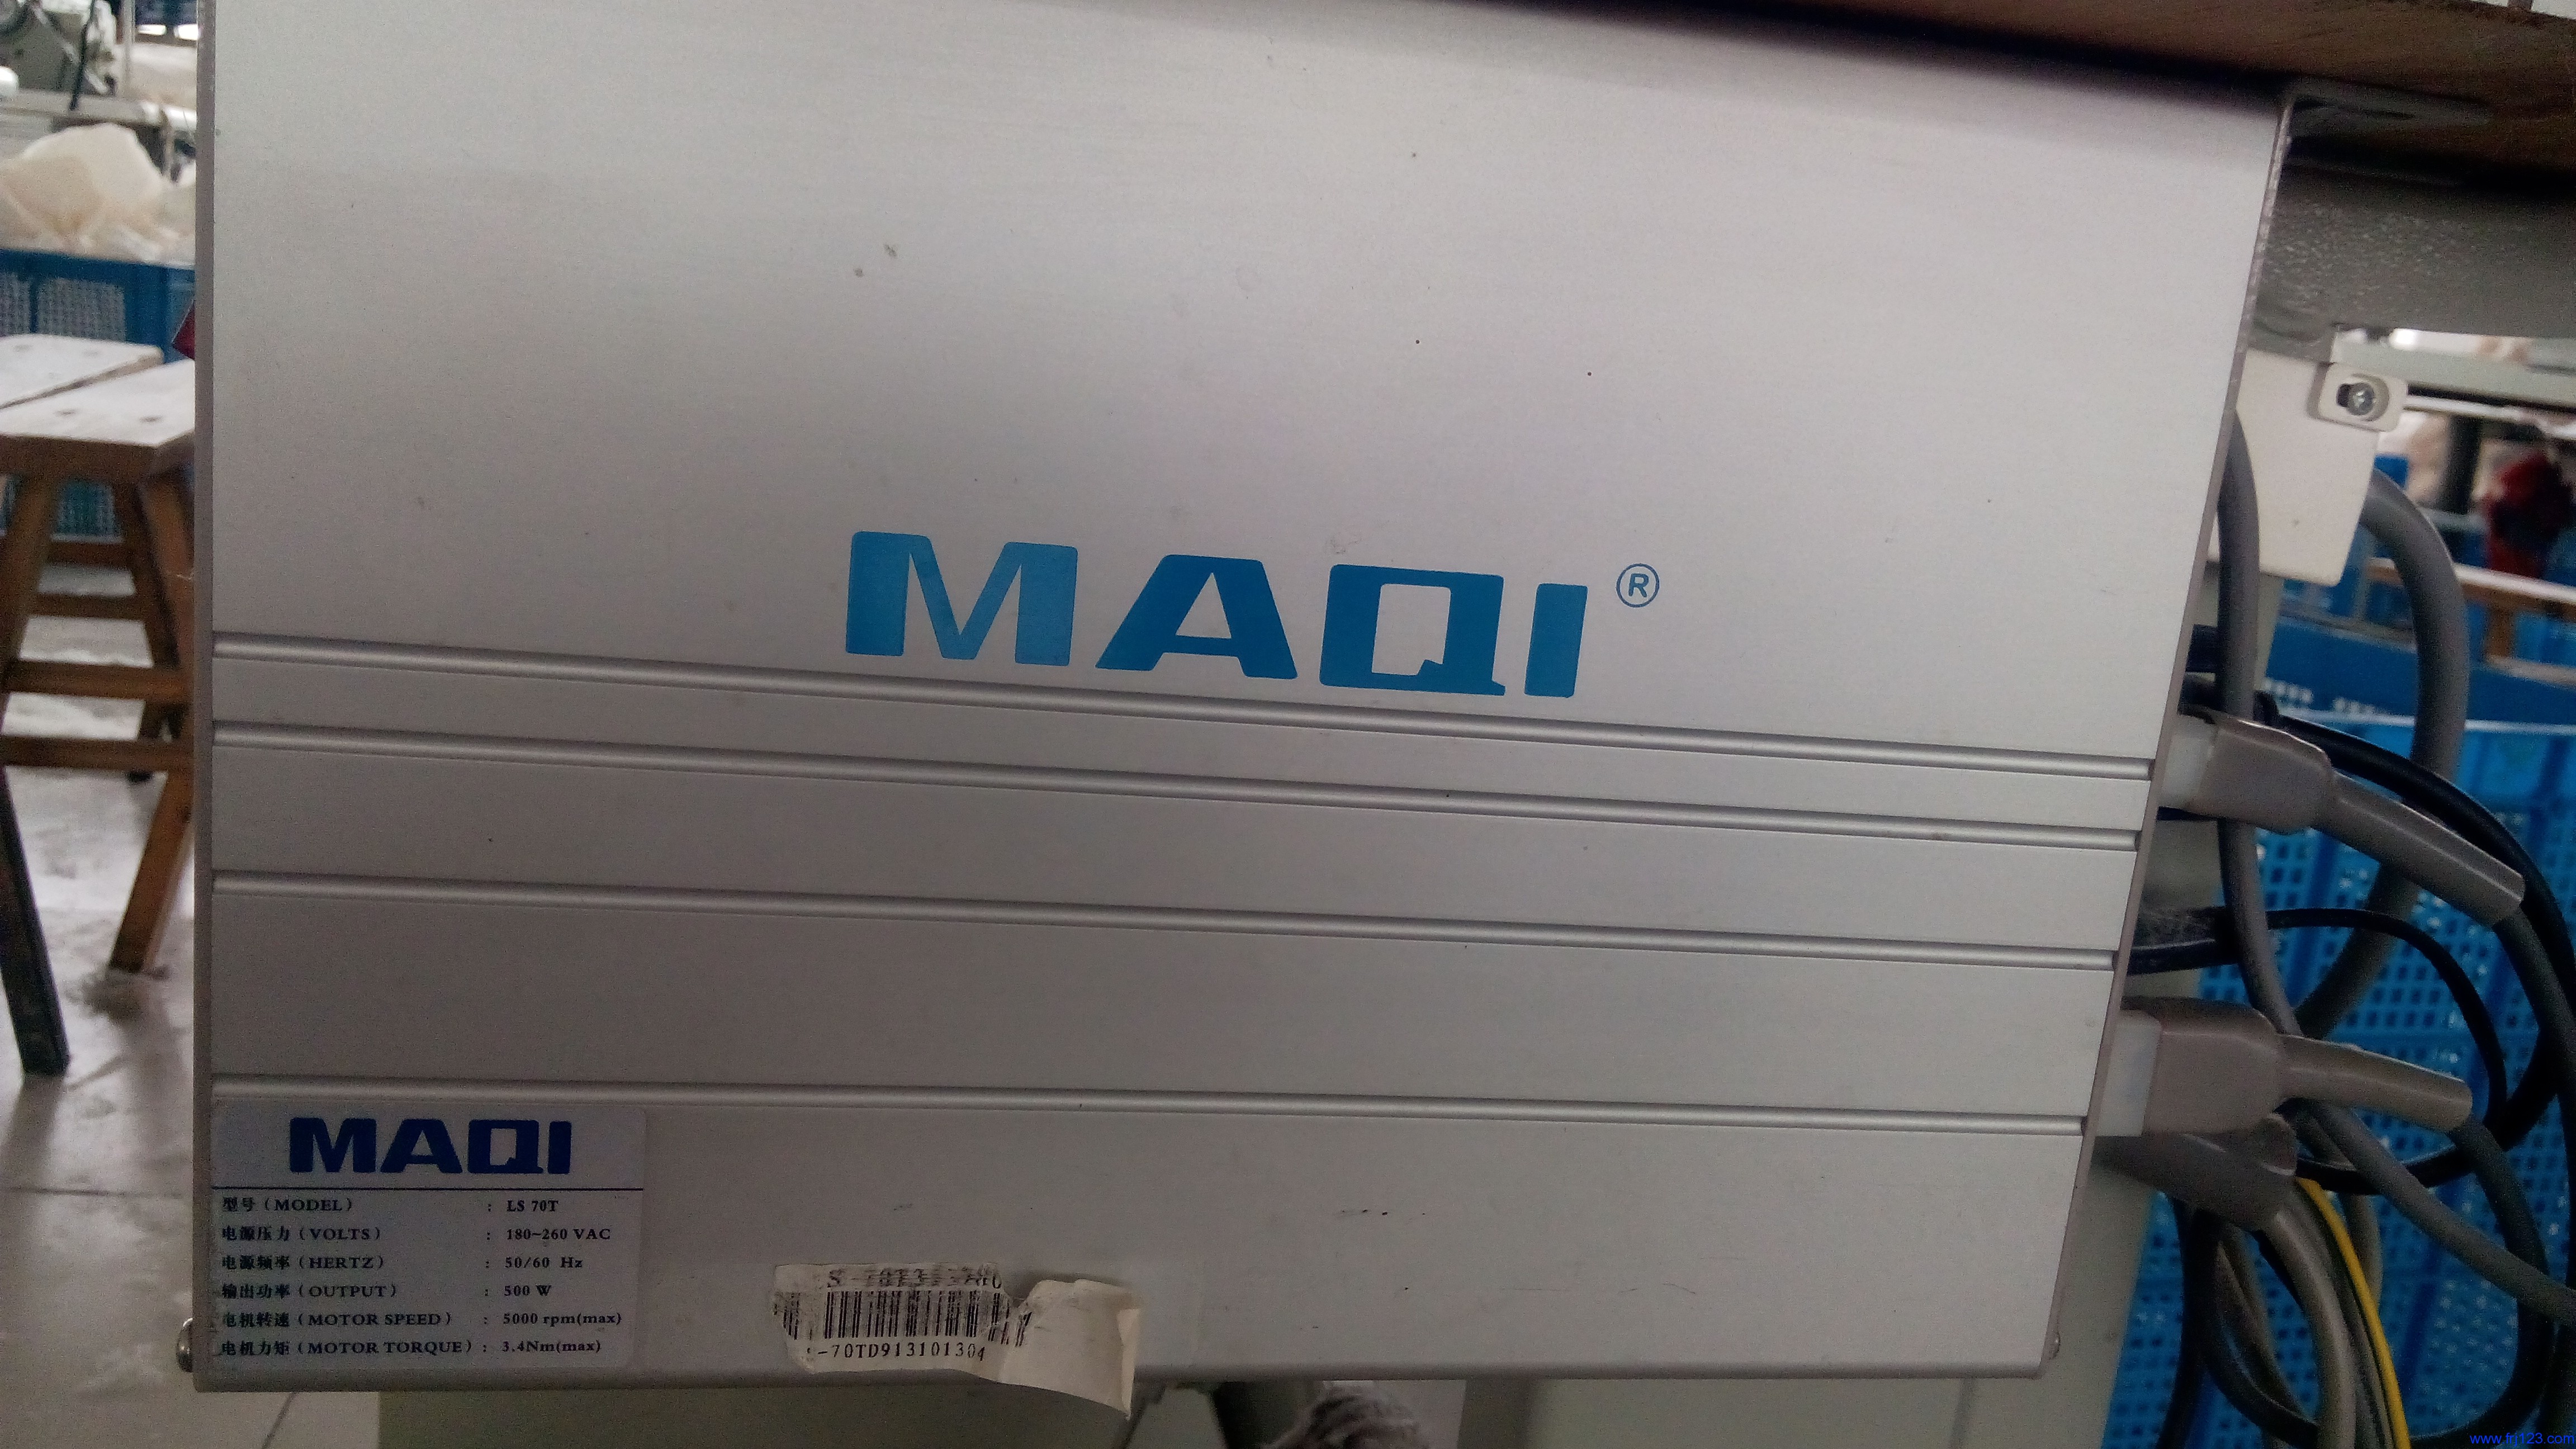 MAQI®
MAQI
型号（MODEL） : LS 70T
电源压力（VOLTS） : 180~260 VAC
电源频率（HERTZ） : 50/60 Hz
输出功率（OUTPUT） : 500 W
电机转速（MOTOR SPEED） : 5000 rpm(max)
电机力矩（MOTOR TORQUE） : 3.4Nm(max)
-70TD913101304
www.frj123.com